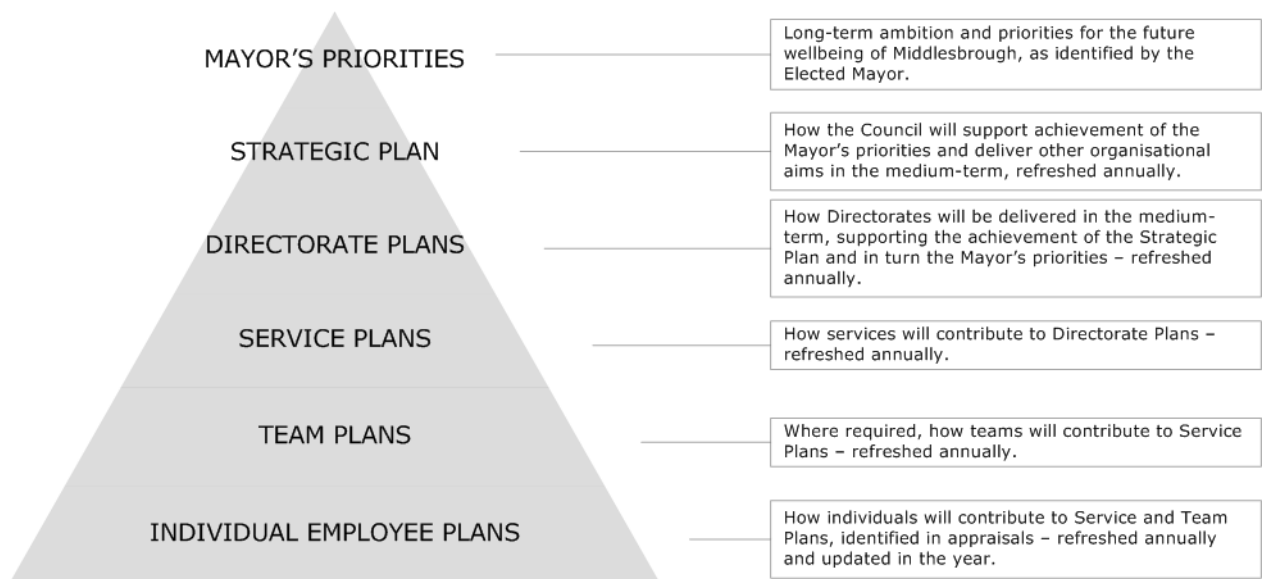 MAYOR’S PRIORITIES
Long-term ambition and priorities for the future
wellbeing of Middlesbrough, as identified by the
Elected Mayor.
STRATEGIC PLAN
How the Council will support achievement of the
Mayor’s priorities and deliver other organisational
aims in the medium-term, refreshed annually.
DIRECTORATE PLANS
How Directorates will be delivered in the medium-
term, supporting the achievement of the Strategic
Plan and in turn the Mayor’s priorities – refreshed
annually.
SERVICE PLANS
How services will contribute to Directorate Plans –
refreshed annually.
TEAM PLANS
Where required, how teams will contribute to Service
Plans – refreshed annually.
INDIVIDUAL EMPLOYEE PLANS
How individuals will contribute to Service and Team
Plans, identified in appraisals – refreshed annually
and updated in the year.